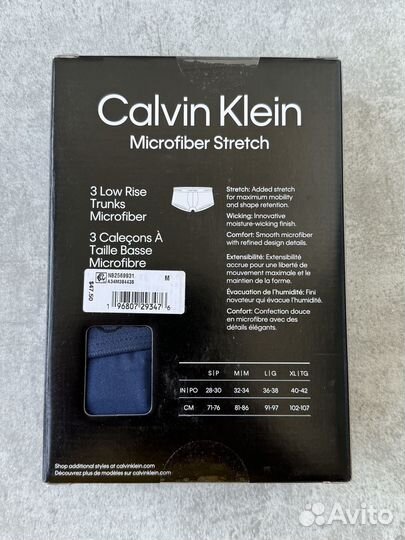 Calvin Klein
Microfiber Stretch
3 Low Rise
Trunks
Microfiber
3 Caleçons À
Taille Basse
Microfibre
Stretch: Added stretch
for maximum mobility
and shape retention.
Wicking: Innovative
moisture-wicking finish.
Comfort: Smooth microfiber
with refined design details.
Extensibilité: Extensibilité
accrue pour une liberté de
mouvement maximale et le
maintien de la forme.
Évacuation de l'humidité: Fini
novateur qui évacue l'humidité.
Confort: Confection douce
en microfibre avec des
détails élégants.
NB2569931 M
A34M384438
1 96807 29347 6
$47.50
S|P M|M L|G XL|TG
IN|PO 28-30 32-34 36-38 40-42
CM 71-76 81-86 91-97 102-107
Shop additional styles at calvinklein.com
Découvrez plus de modèles sur calvinklein.com
Avito